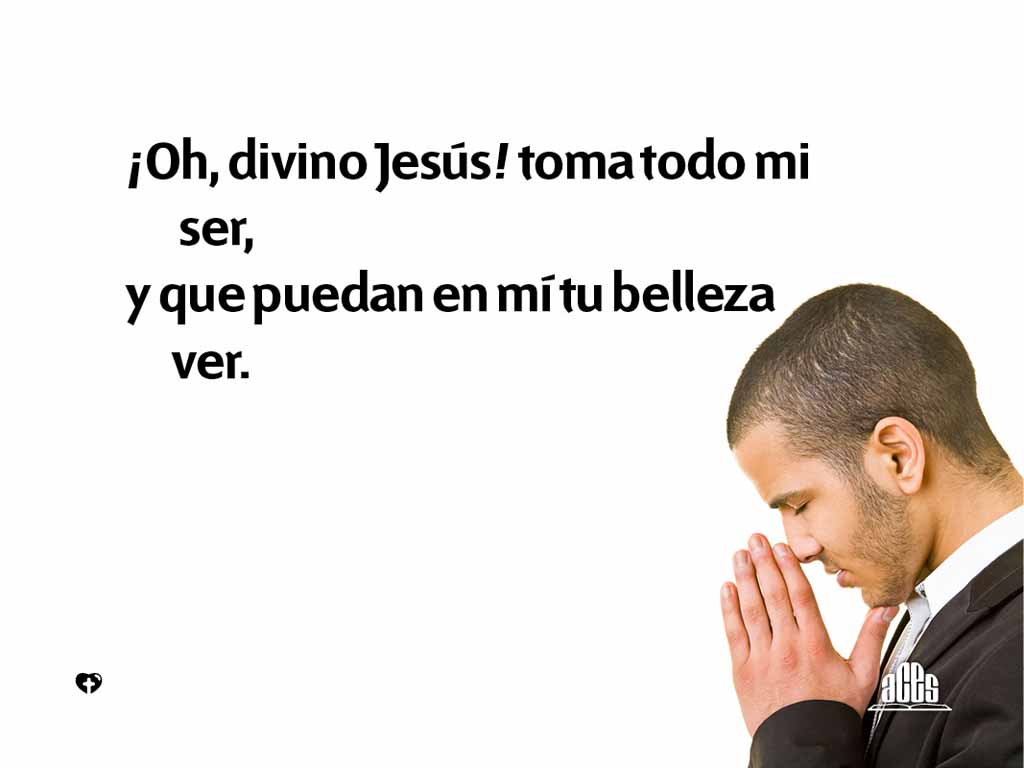 ¡Oh, divino Jesús! toma todo mi
ser,
y que puedan en mí tu belleza
ver.
aces